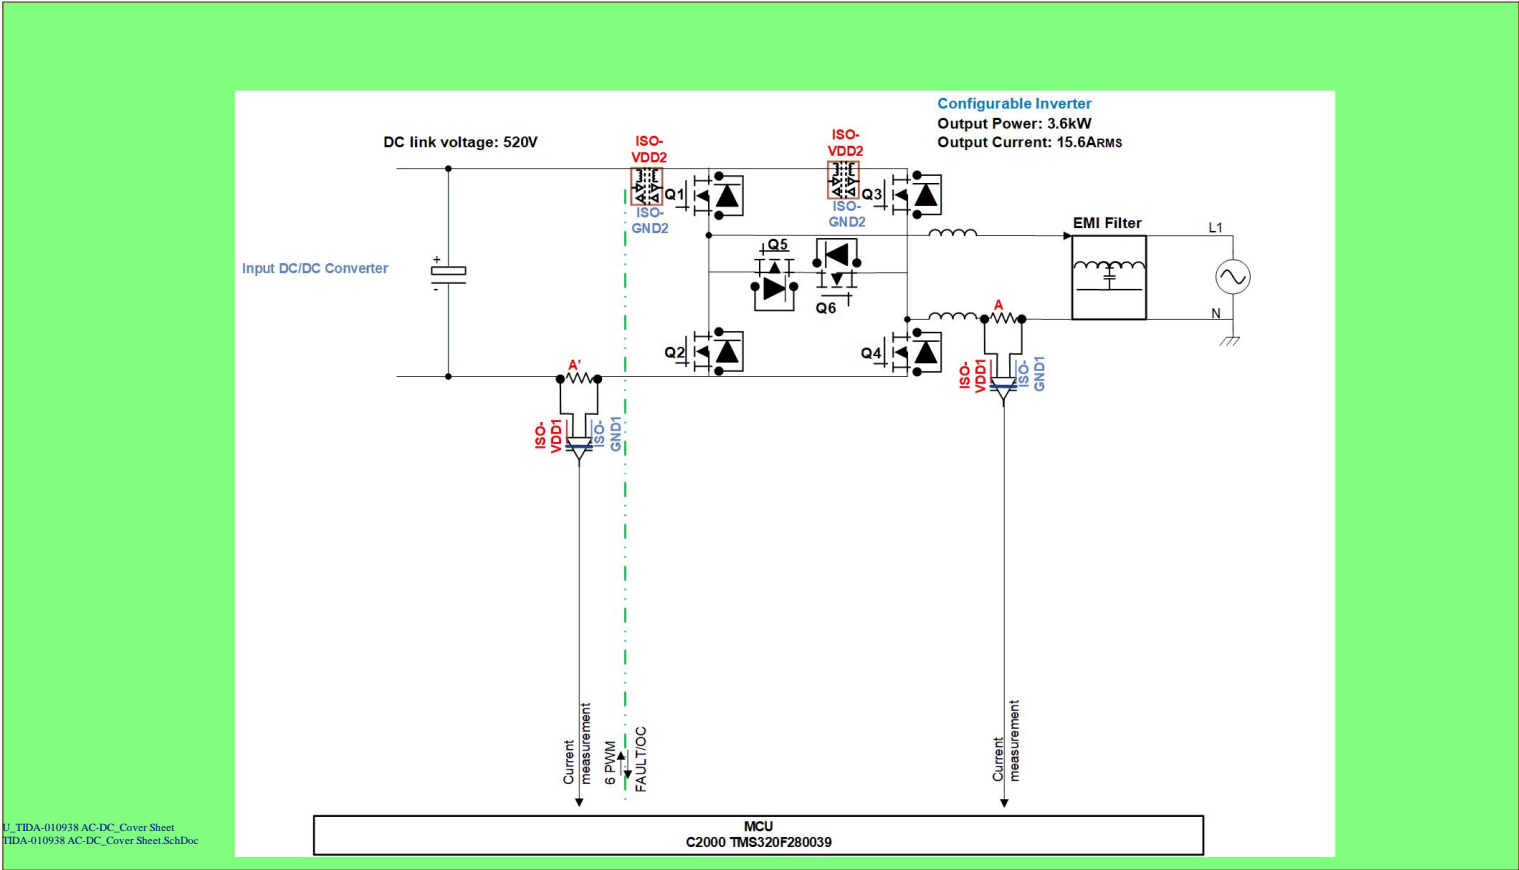 Configurable Inverter
Output Power: 3.6kW
Output Current: 15.6ARMS
DC link voltage: 520V
ISO-
VDD2
ISO-
VDD2
Q1
Q3
ISO-
GND2
ISO-
GND2
EMI Filter
L1
Q5
Input DC/DC Converter
+
-
Q6
A
N
Q2
Q4
A'
ISO-
VDD1
ISO-
GND1
ISO-
VDD1
ISO-
GND1
Current
measurement
6 PWM
FAULT/OC
Current
measurement
MCU
C2000 TMS320F280039
U_TIDA-010938 AC-DC_Cover Sheet
TIDA-010938 AC-DC_Cover Sheet.SchDoc